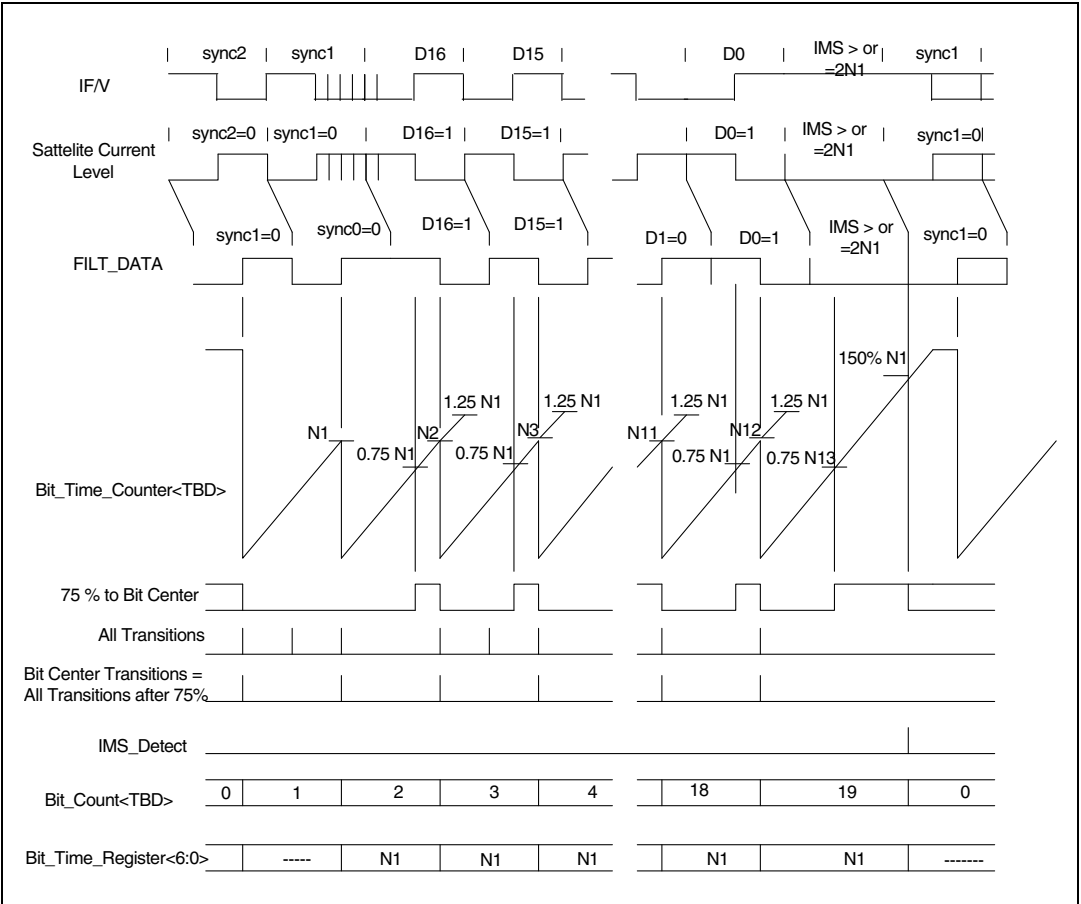 sync2 sync1 D16 D15 D0 IMS > or =2N1 sync1
IF/V
sync2=0 sync1=0 D16=1 D15=1 D0=1 IMS > or =2N1 sync1=0
Sattelite Current
Level
sync1=0 sync0=0 D16=1 D15=1 D1=0 D0=1 IMS > or =2N1 sync1=0
FILT_DATA
150% N1
1.25 N1 1.25 N1 1.25 N1 1.25 N1
N1 N2 N3 N11 N12
0.75 N1 0.75 N1 0.75 N1 0.75 N13
Bit_Time_Counter<TBD>
75 % to Bit Center
All Transitions
Bit Center Transitions =
All Transitions after 75%
IMS_Detect
Bit_Count<TBD> 0 1 2 3 4 18 19 0
Bit_Time_Register<6:0> ----- N1 N1 N1 N1 N1 -------